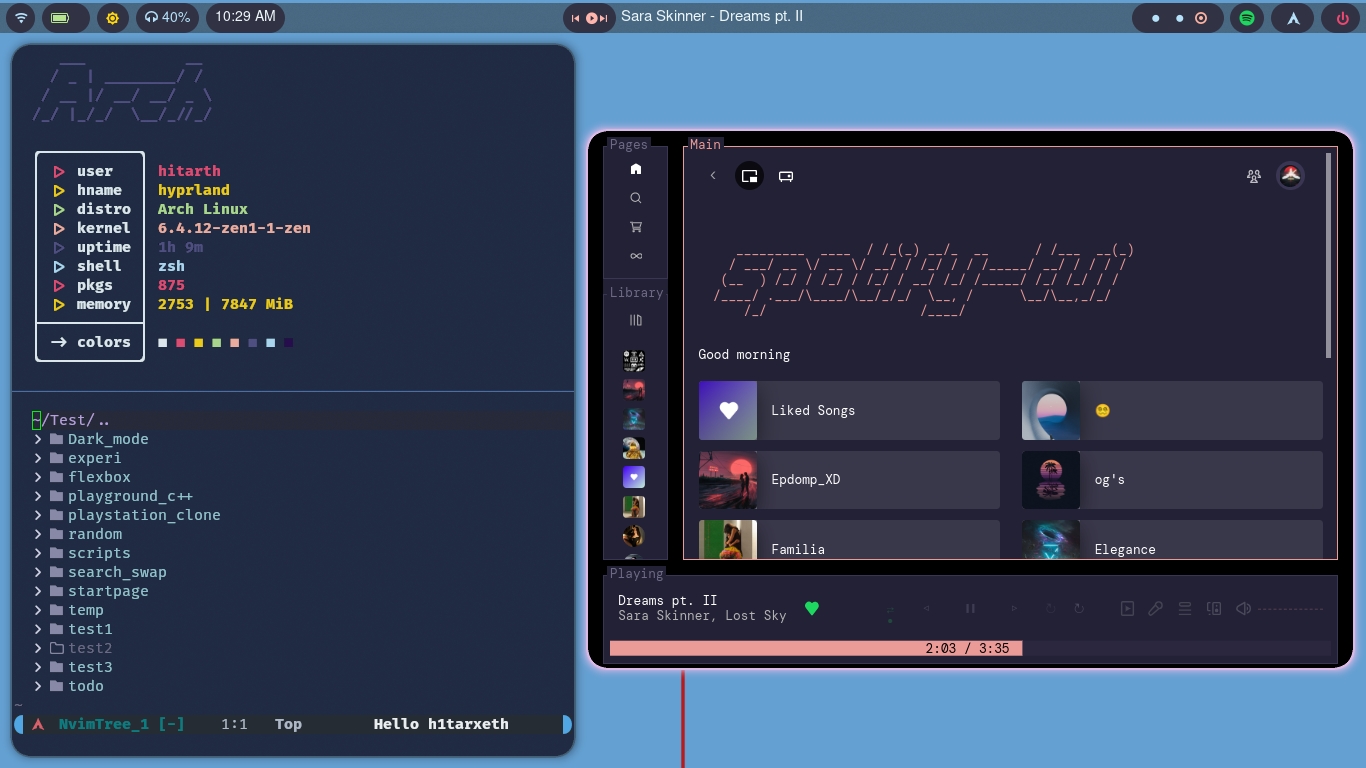 40%
10:29 AM
Sara Skinner - Dreams pt. II
Arch
user hitarth
hname hyprland
distro Arch Linux
kernel 6.4.12-zen1-1-zen
uptime 1h 9m
shell zsh
pkgs 875
memory 2753 | 7847 MiB
→ colors
~/Test/..
Dark_mode
experi
flexbox
playground_c++
playstation_clone
random
scripts
search_swap
startpage
temp
test1
test2
test3
todo
~
NvimTree_1 [-] 1:1 Top Hello h1tarxeth
Pages
Library
Main
spotify-tui
Good morning
Liked Songs
Epdomp_XD
og's
Familia
Elegance
Playing
Dreams pt. II
Sara Skinner, Lost Sky
2:03 / 3:35